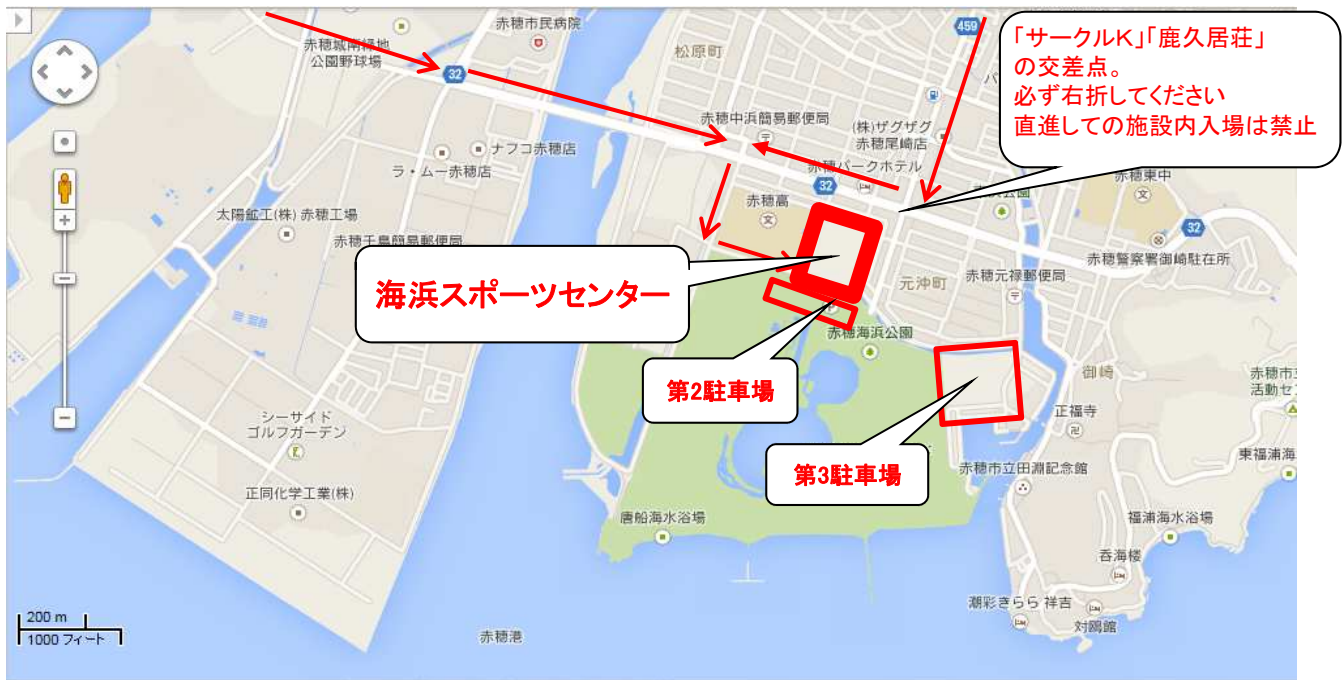 赤穂市民病院
459
「サークルK」「鹿久居荘」
の交差点。
必ず右折してください
直進しての施設内入場は禁止
赤穂城南緑地
公園野球場
松原町
32
赤穂中浜簡易郵便局
(株)ザグザグ
赤穂尾崎店
ナフコ赤穂店
ラ・ムー赤穂店
赤穂パークホテル
32
赤穂東中
赤穂高
太陽鉱工(株)赤穂工場
赤穂千鳥簡易郵便局
32
赤穂警察署御崎駐在所
海浜スポーツセンター
元沖町
赤穂元禄郵便局
赤穂海浜公園
第2駐車場
御崎
赤穂市立
活動セン
シーサイド
ゴルフガーデン
正福寺
第3駐車場
東福浦海
赤穂市立田淵記念館
正同化学工業(株)
唐船海水浴場
福浦海水浴場
呑海楼
潮彩きらら 祥吉
対鴎館
200 m
1000 フィート
赤穂港